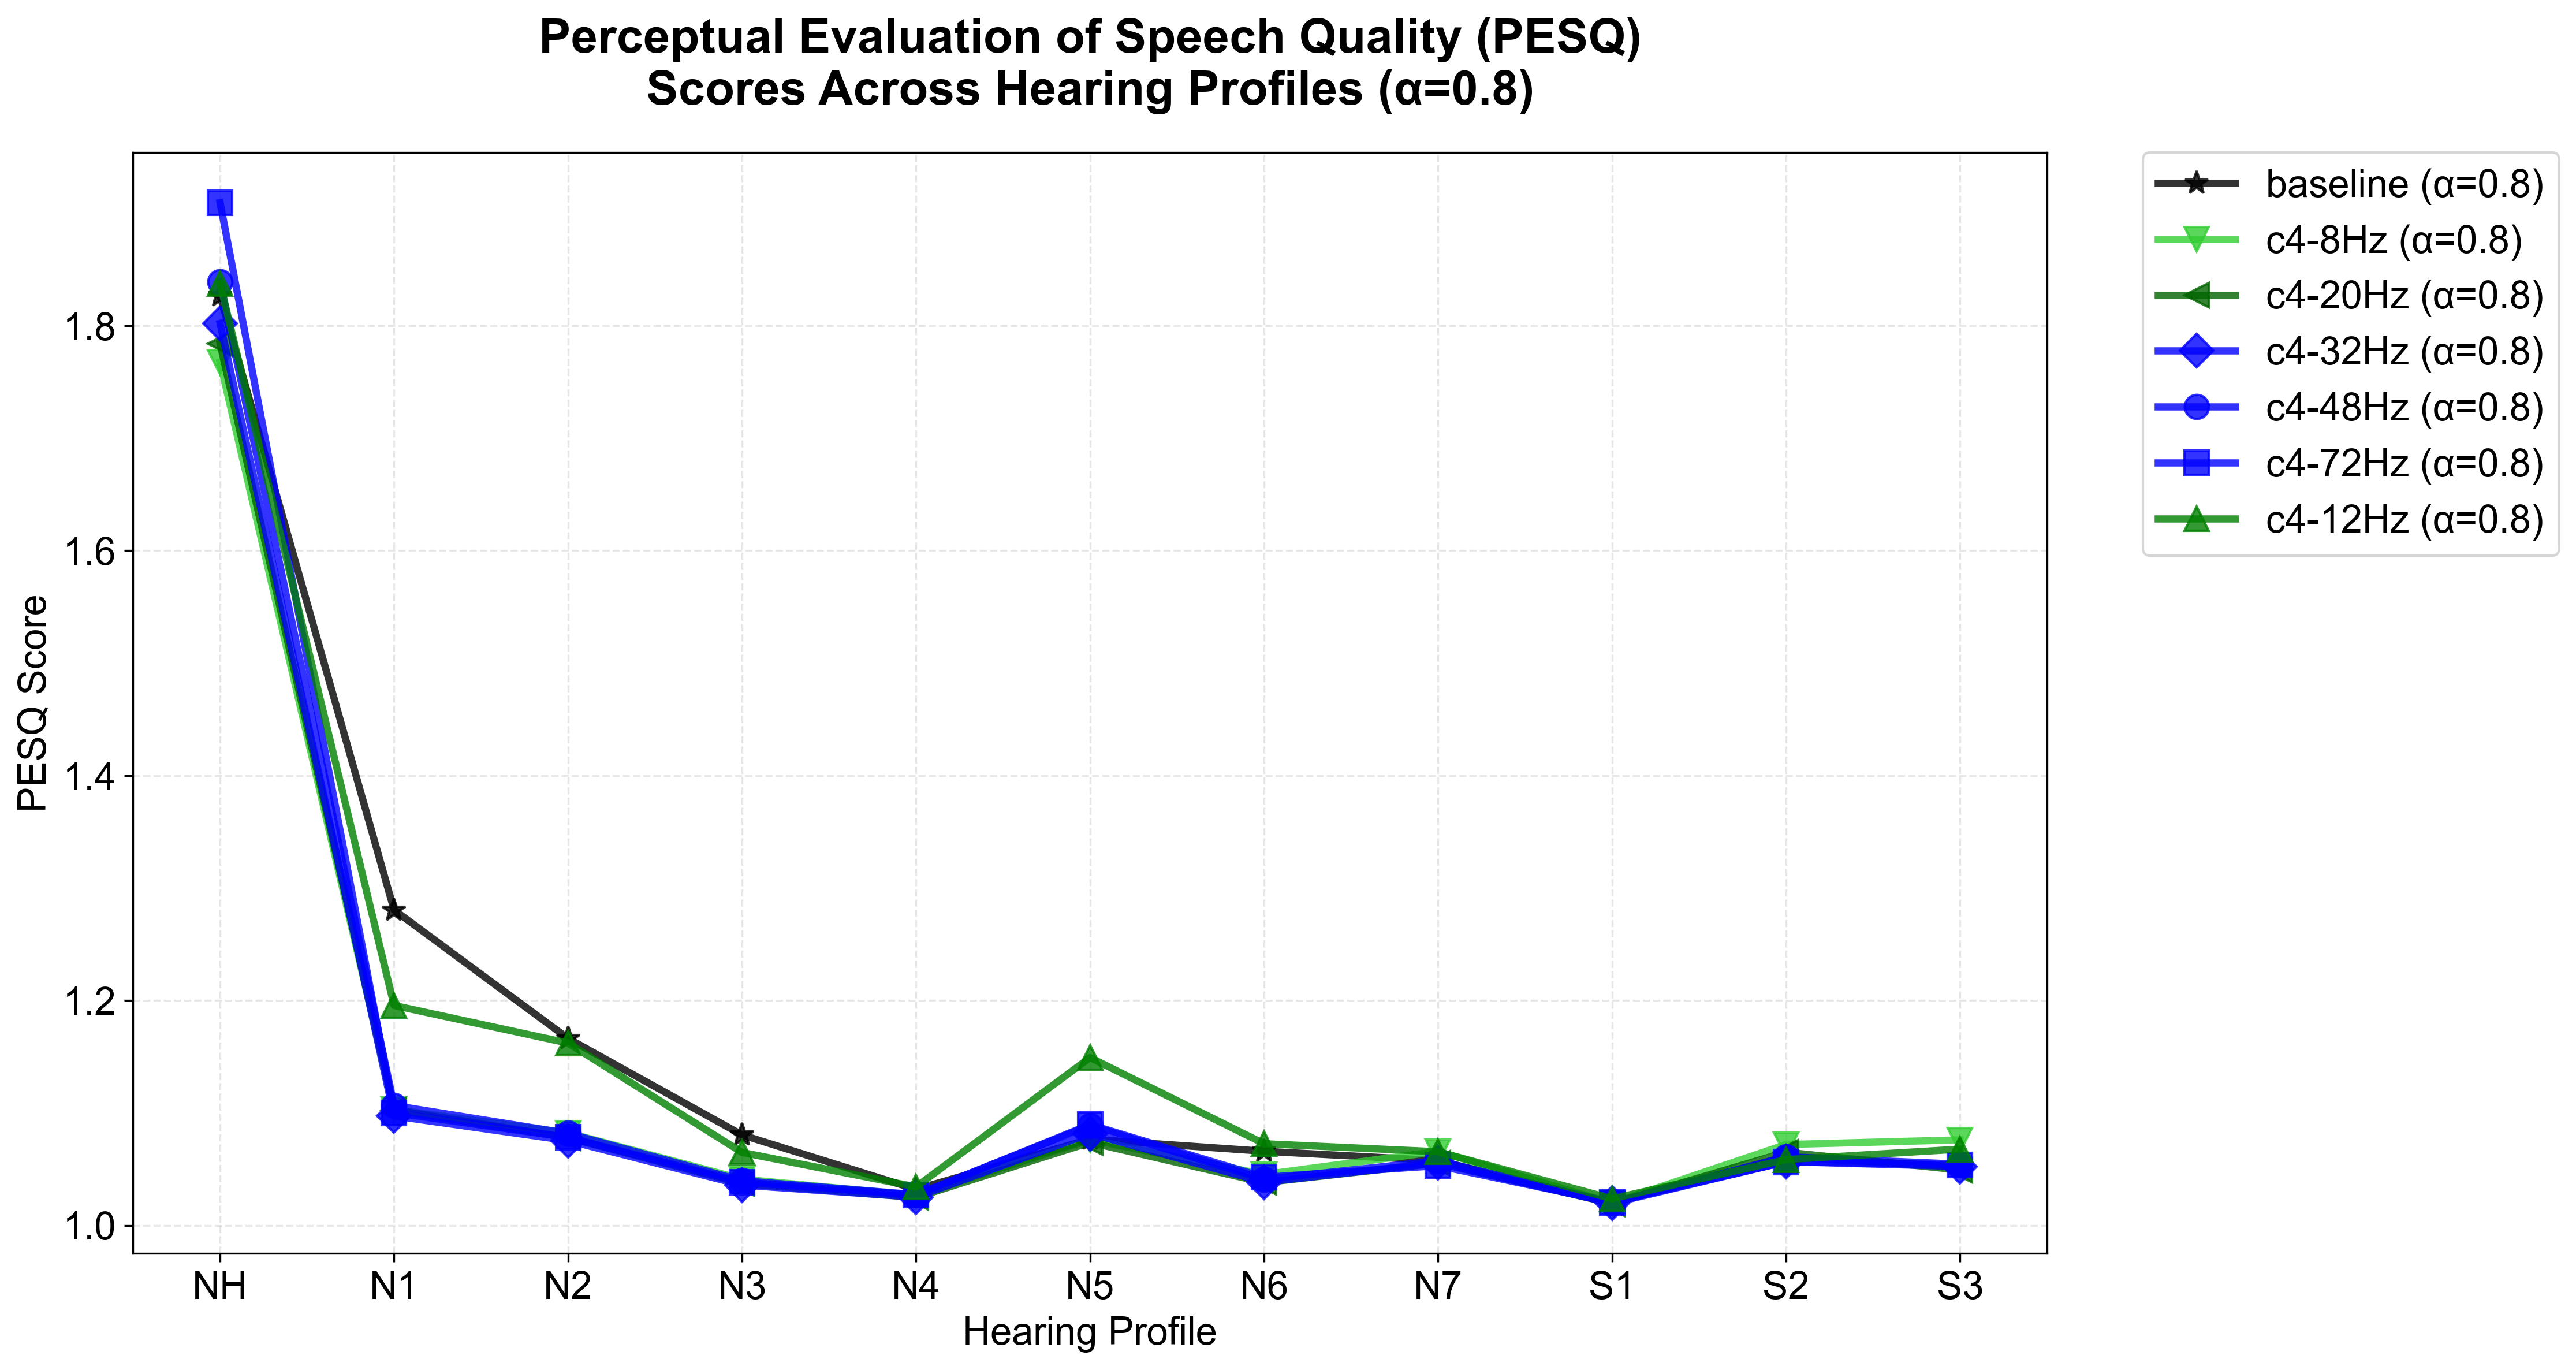 Perceptual Evaluation of Speech Quality (PESQ)
Scores Across Hearing Profiles (α=0.8)
PESQ Score
1.8
1.6
1.4
1.2
1.0
NH
N1
N2
N3
N4
N5
N6
N7
S1
S2
S3
Hearing Profile
baseline (α=0.8)
c4-8Hz (α=0.8)
c4-20Hz (α=0.8)
c4-32Hz (α=0.8)
c4-48Hz (α=0.8)
c4-72Hz (α=0.8)
c4-12Hz (α=0.8)